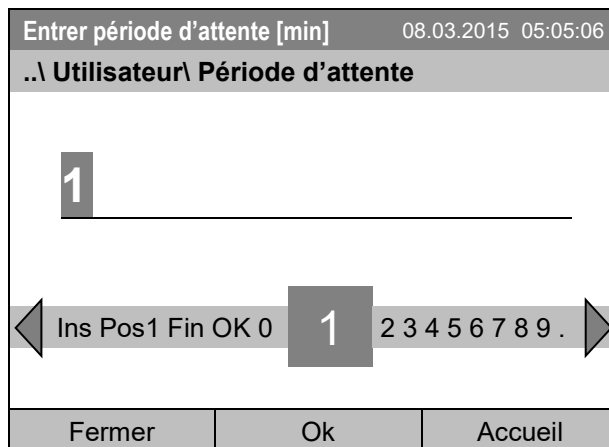 Entrer période d’attente [min] 08.03.2015 05:05:06
..\ Utilisateur\ Période d’attente
1
Ins Pos1 Fin OK 0 1 2 3 4 5 6 7 8 9 .
Fermer Ok Accueil